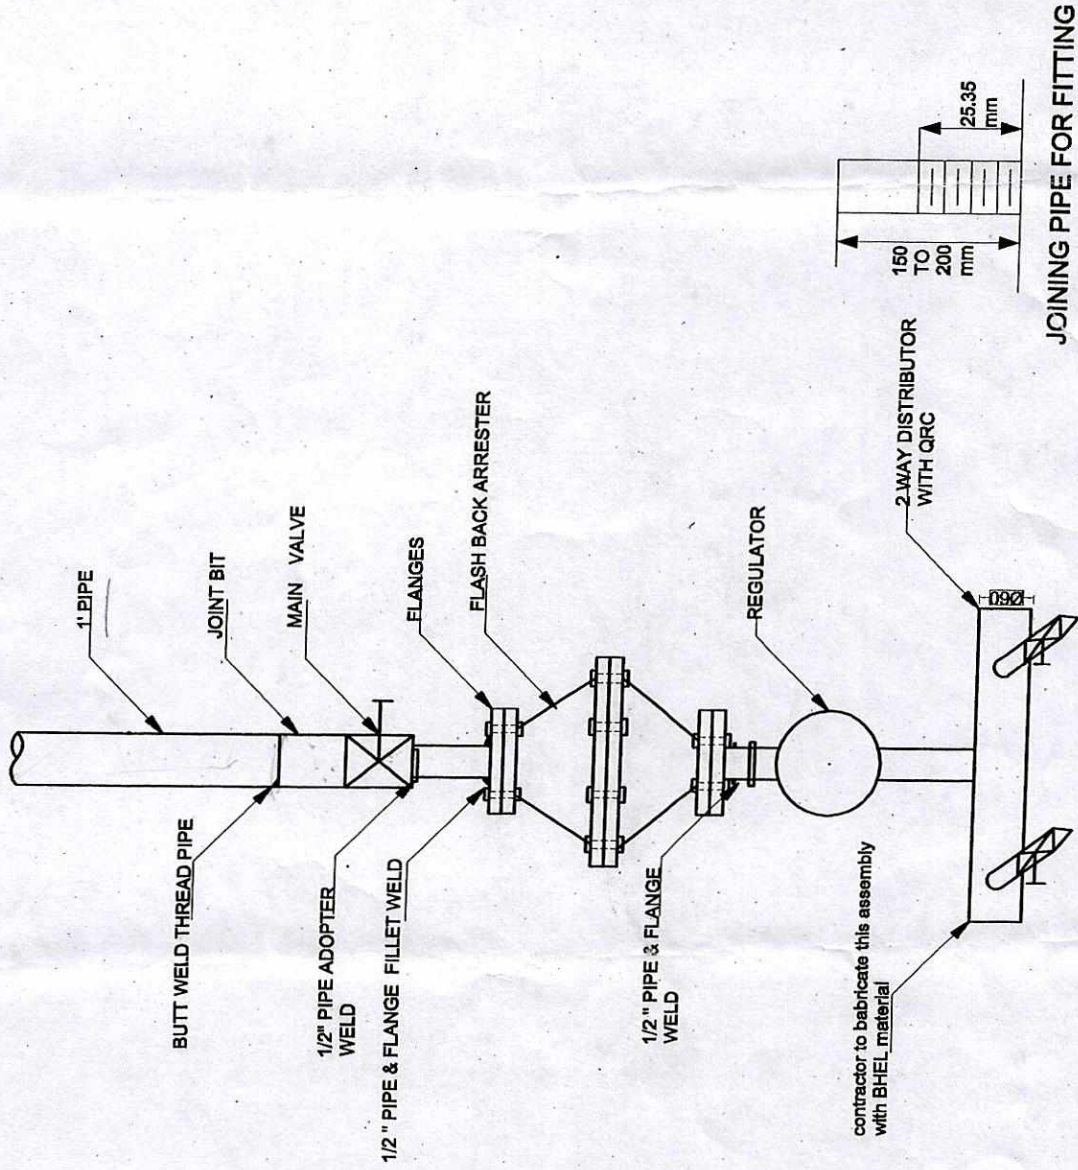 1' PIPE
JOINT BIT
MAIN VALVE
FLANGES
FLASH BACK ARRESTER
REGULATOR
2 WAY DISTRIBUTOR
WITH QRC
Ø60
BUTT WELD THREAD PIPE
1/2" PIPE ADOPTER
WELD
1/2 " PIPE & FLANGE FILLET WELD
1/2" PIPE & FLANGE
WELD
contractor to babricate this assembly
with BHEL material
150
TO
200
mm
25.35
mm
JOINING PIPE FOR FITTING